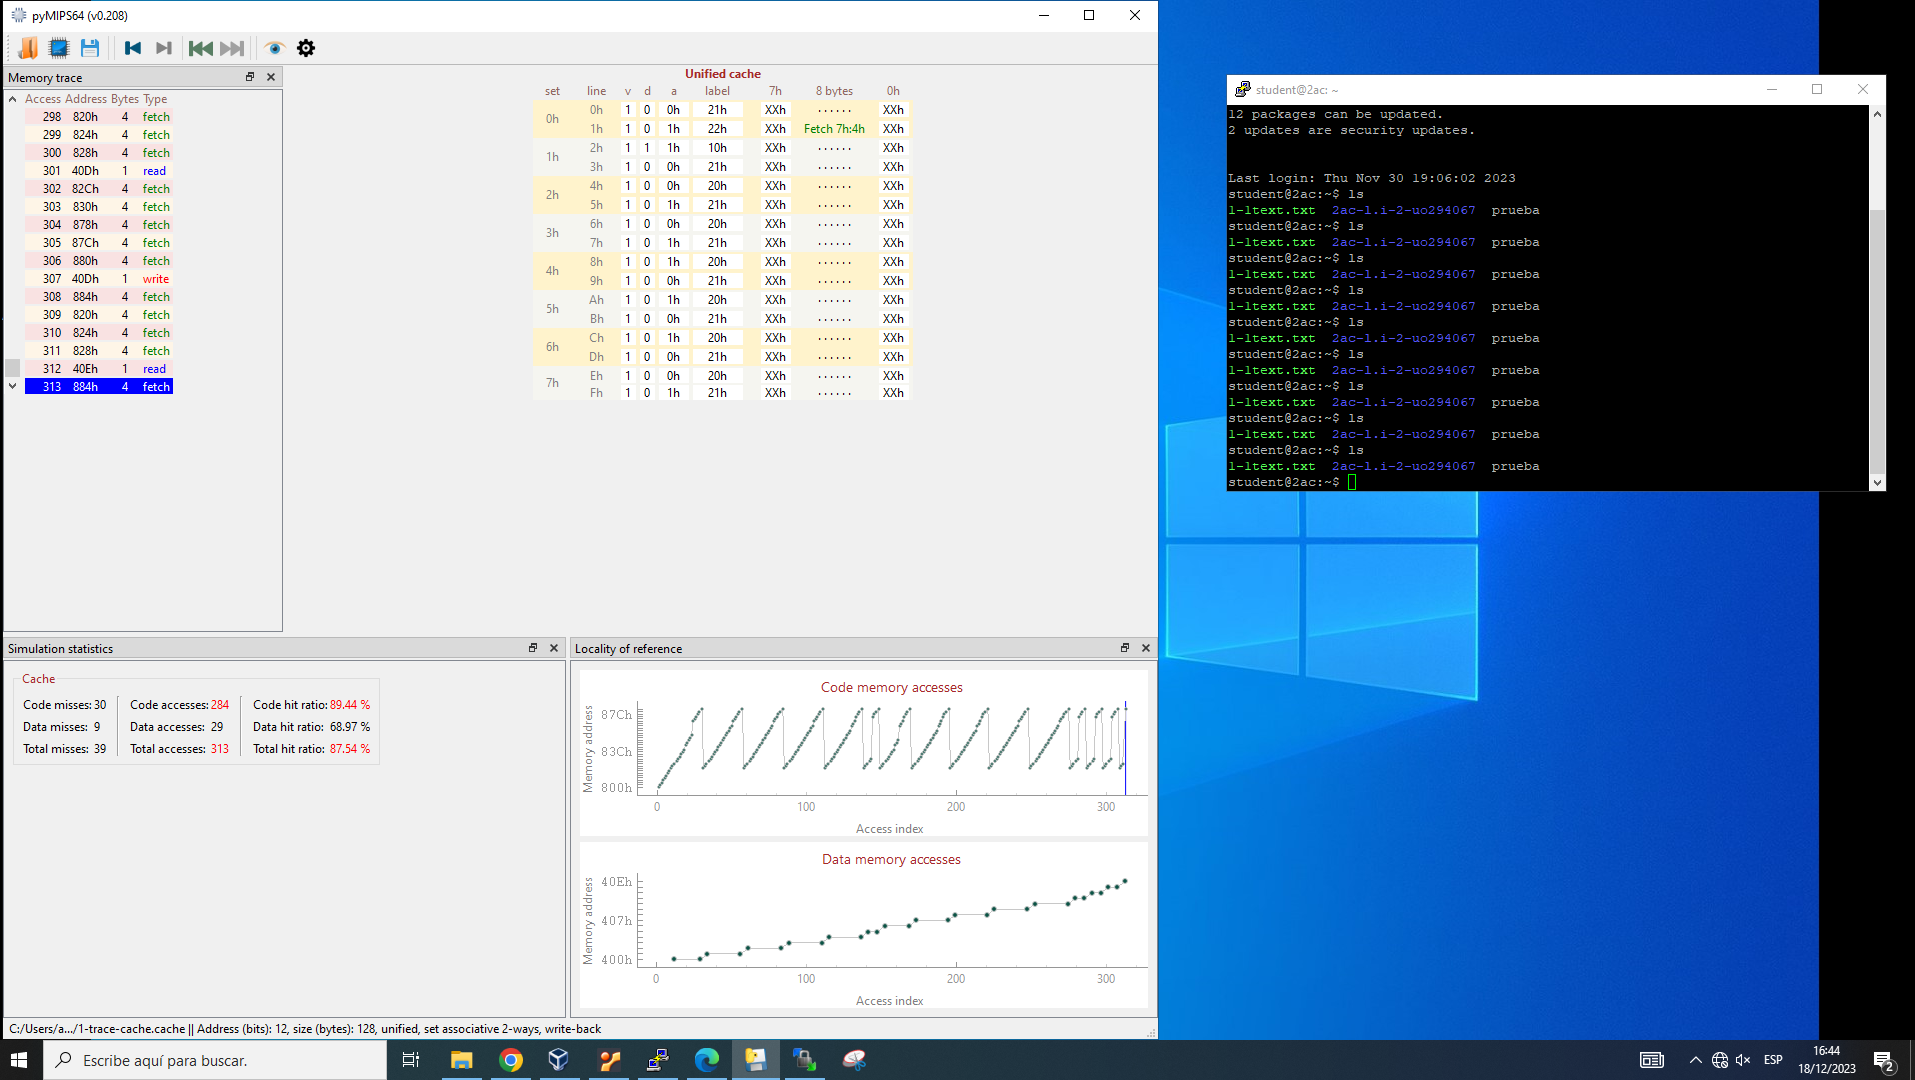 pyMIPS64 (v0.208)
Memory trace
Access Address Bytes Type
298 820h 4 fetch
299 824h 4 fetch
300 828h 4 fetch
301 40Dh 1 read
302 82Ch 4 fetch
303 830h 4 fetch
304 878h 4 fetch
305 87Ch 4 fetch
306 880h 4 fetch
307 40Dh 1 write
308 884h 4 fetch
309 820h 4 fetch
310 824h 4 fetch
311 828h 4 fetch
312 40Eh 1 read
313 884h 4 fetch
Unified cache
set line v d a label 7h 8 bytes 0h
0h
0h 1 0 0h 21h XXh ...... XXh
1h 1 0 1h 22h XXh Fetch 7h:4h XXh
1h
2h 1 1 1h 10h XXh ...... XXh
3h 1 0 0h 21h XXh ...... XXh
2h
4h 1 0 0h 20h XXh ...... XXh
5h 1 0 1h 21h XXh ...... XXh
3h
6h 1 0 0h 20h XXh ...... XXh
7h 1 0 1h 21h XXh ...... XXh
4h
8h 1 0 1h 20h XXh ...... XXh
9h 1 0 0h 21h XXh ...... XXh
5h
Ah 1 0 1h 20h XXh ...... XXh
Bh 1 0 0h 21h XXh ...... XXh
6h
Ch 1 0 1h 20h XXh ...... XXh
Dh 1 0 0h 21h XXh ...... XXh
7h
Eh 1 0 0h 20h XXh ...... XXh
Fh 1 0 1h 21h XXh ...... XXh
Simulation statistics
Cache
Code misses: 30 Code accesses: 284 Code hit ratio: 89.44 %
Data misses: 9 Data accesses: 29 Data hit ratio: 68.97 %
Total misses: 39 Total accesses: 313 Total hit ratio: 87.54 %
Locality of reference
Code memory accesses
Memory address
87Ch
83Ch
800h
0 100 200 300
Access index
Data memory accesses
Memory address
40Eh
407h
400h
0 100 200 300
Access index
C:/Users/a.../1-trace-cache.cache || Address (bits): 12, size (bytes): 128, unified, set associative 2-ways, write-back
student@2ac: ~
12 packages can be updated.
2 updates are security updates.
Last login: Thu Nov 30 19:06:02 2023
student@2ac:~$ ls
1-1text.txt 2ac-l.i-2-uo294067 prueba
student@2ac:~$ ls
1-1text.txt 2ac-l.i-2-uo294067 prueba
student@2ac:~$ ls
1-1text.txt 2ac-l.i-2-uo294067 prueba
student@2ac:~$ ls
1-1text.txt 2ac-l.i-2-uo294067 prueba
student@2ac:~$ ls
1-1text.txt 2ac-l.i-2-uo294067 prueba
student@2ac:~$ ls
1-1text.txt 2ac-l.i-2-uo294067 prueba
student@2ac:~$ ls
1-1text.txt 2ac-l.i-2-uo294067 prueba
student@2ac:~$ ls
1-1text.txt 2ac-l.i-2-uo294067 prueba
student@2ac:~$ ls
1-1text.txt 2ac-l.i-2-uo294067 prueba
student@2ac:~$
Escribe aquí para buscar.
ESP
16:44
18/12/2023
2